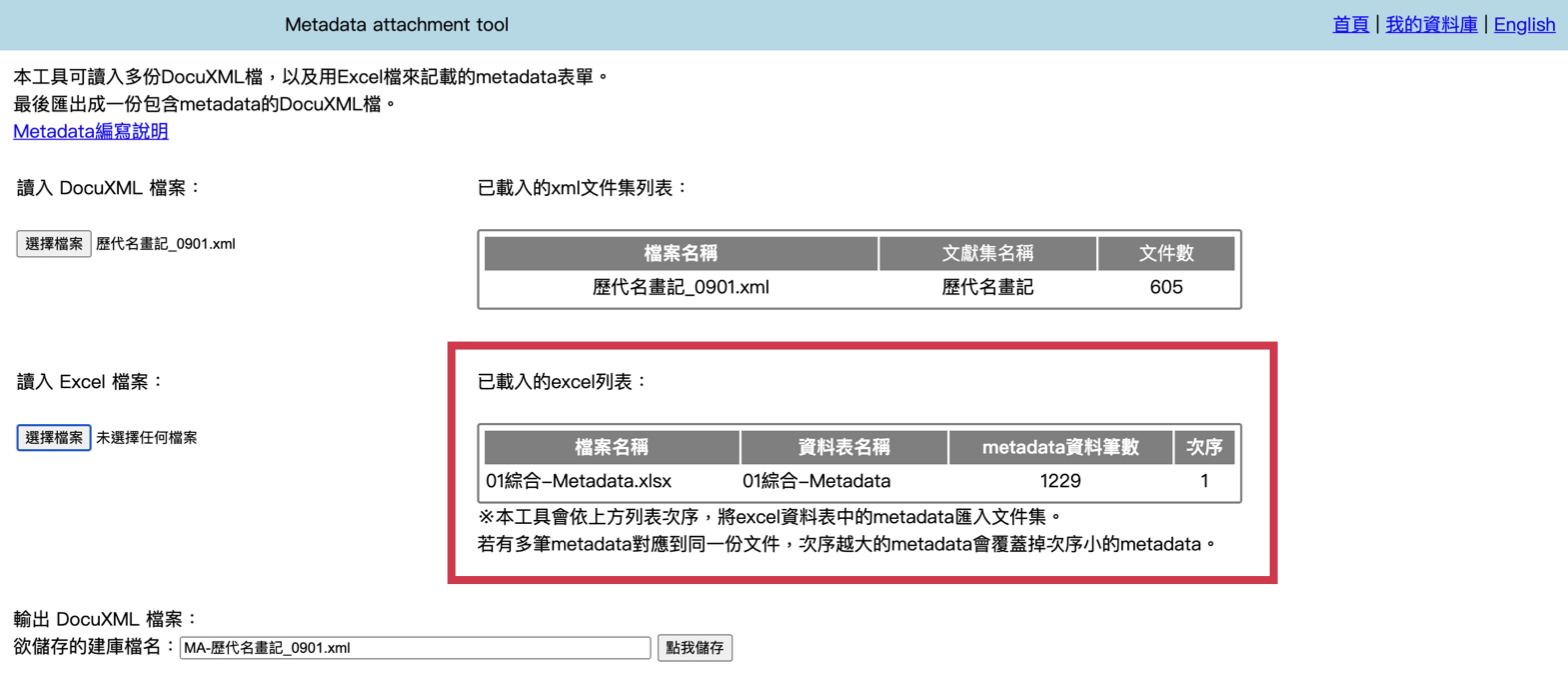 Metadata attachment tool
首頁 | 我的資料庫 | English
本工具可讀入多份DocuXML檔，以及用Excel檔來記載的metadata表單。
最後匯出成一份包含metadata的DocuXML檔。
Metadata編寫說明
讀入 DocuXML 檔案：
已載入的xml文件集列表：
選擇檔案 歷代名畫記_0901.xml
檔案名稱 文獻集名稱 文件數
歷代名畫記_0901.xml 歷代名畫記 605
讀入 Excel 檔案：
已載入的excel列表：
選擇檔案 未選擇任何檔案
檔案名稱 資料表名稱 metadata資料筆數 次序
01綜合–Metadata.xlsx 01綜合–Metadata 1229 1
※本工具會依上方列表次序，將excel資料表中的metadata匯入文件集。
若有多筆metadata對應到同一份文件，次序越大的metadata會覆蓋掉次序小的metadata。
輸出 DocuXML 檔案：
欲儲存的建庫檔名：MA-歷代名畫記_0901.xml 點我儲存